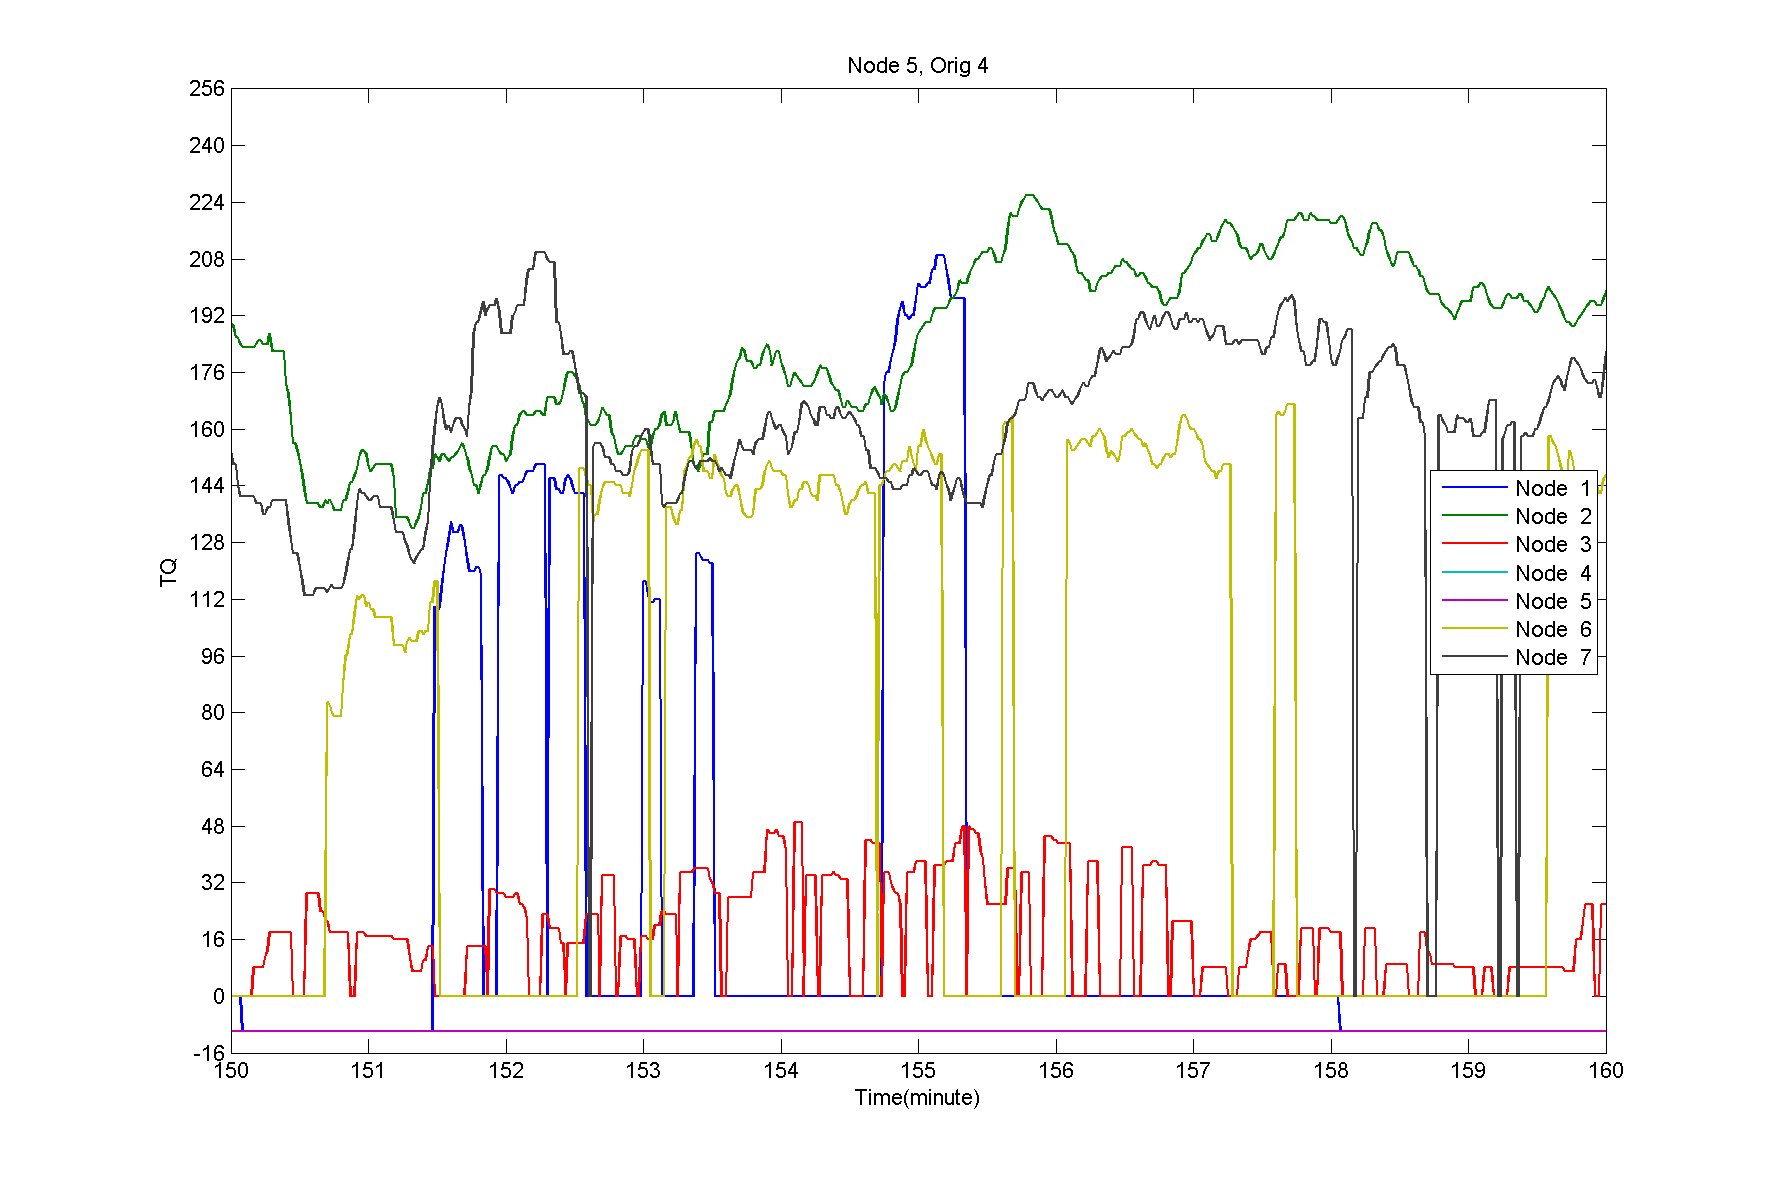 Node 5, Orig 4
256
240
224
208
192
176
160
144
128
112
96
80
64
48
32
16
0
-16
TQ
Node 1
Node 2
Node 3
Node 4
Node 5
Node 6
Node 7
150 151 152 153 154 155 156 157 158 159 160
Time(minute)